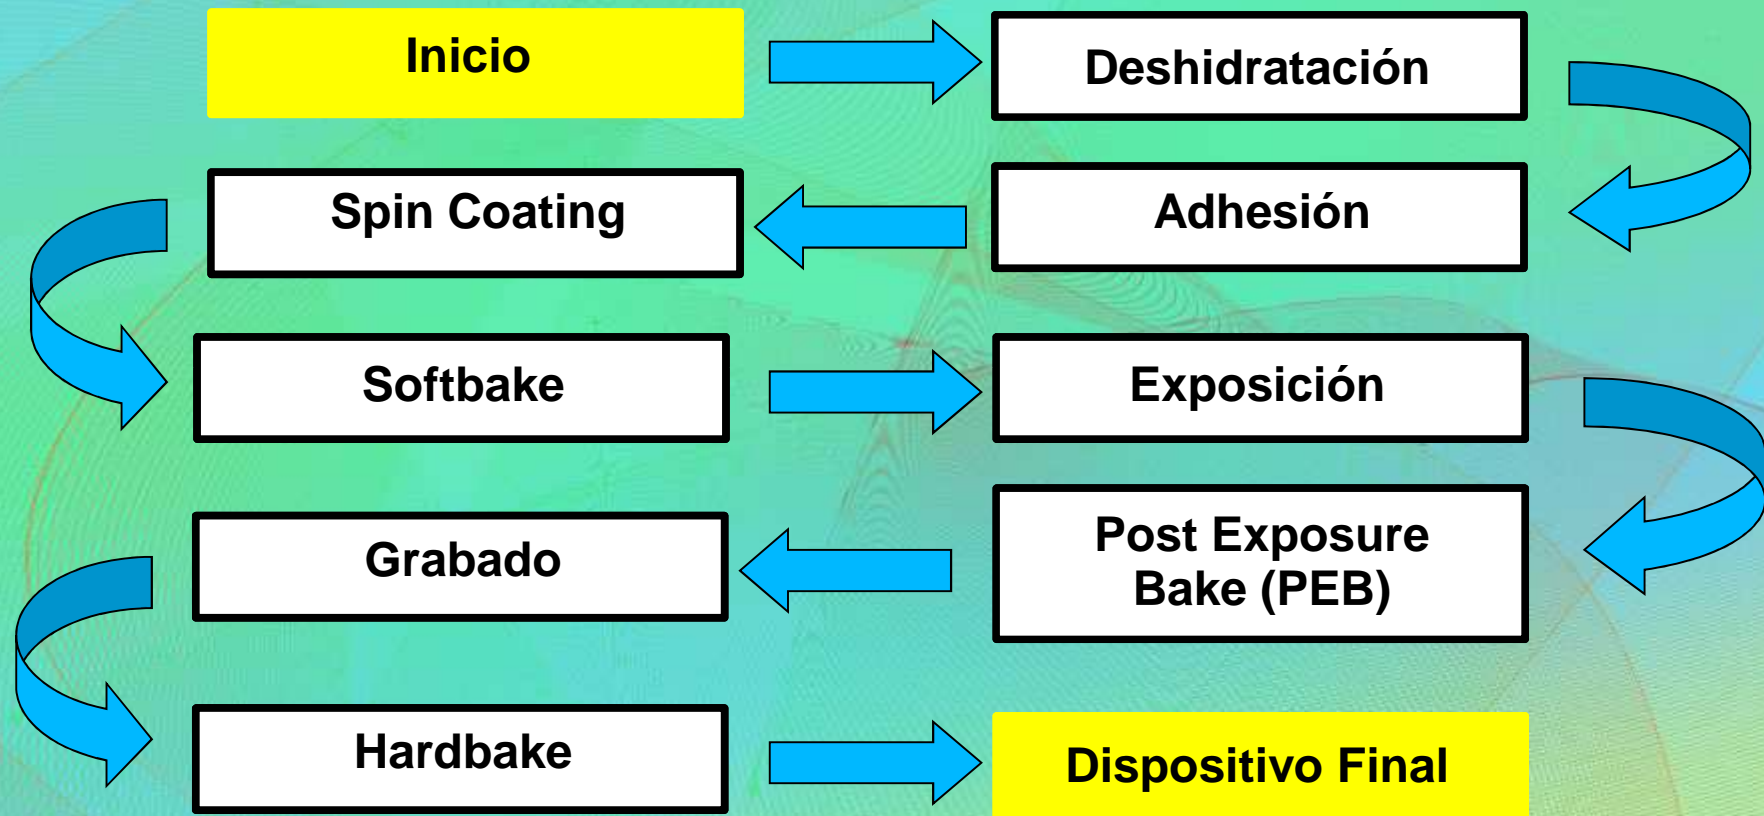 Inicio
Deshidratación
Spin Coating
Adhesión
Softbake
Exposición
Grabado
Post Exposure
Bake (PEB)
Hardbake
Dispositivo Final